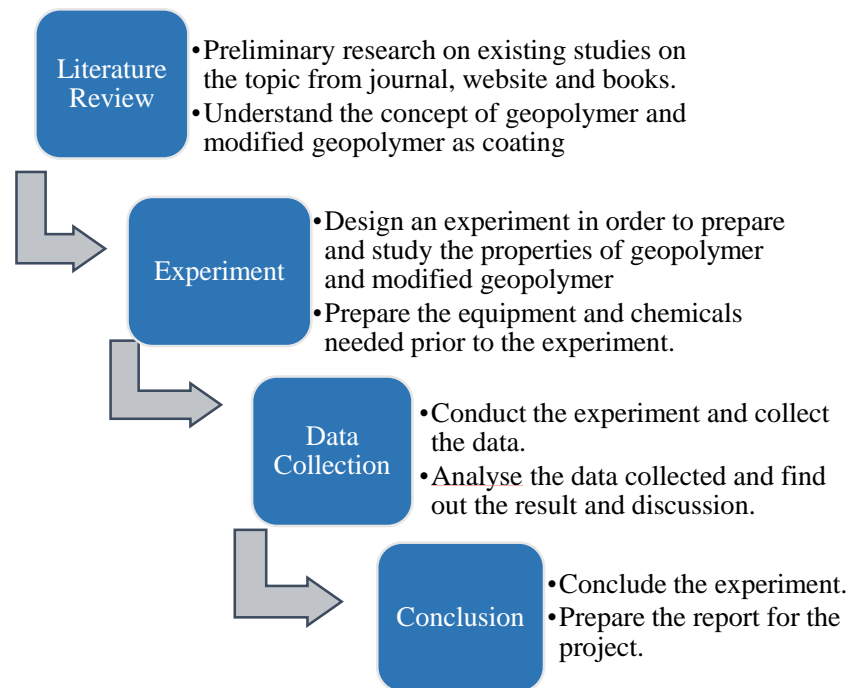 Literature
Review
•Preliminary research on existing studies on
the topic from journal, website and books.
•Understand the concept of geopolymer and
modified geopolymer as coating
Experiment
•Design an experiment in order to prepare
and study the properties of geopolymer
and modified geopolymer
•Prepare the equipment and chemicals
needed prior to the experiment.
Data
Collection
•Conduct the experiment and collect
the data.
•Analyse the data collected and find
out the result and discussion.
Conclusion
•Conclude the experiment.
•Prepare the report for the
project.